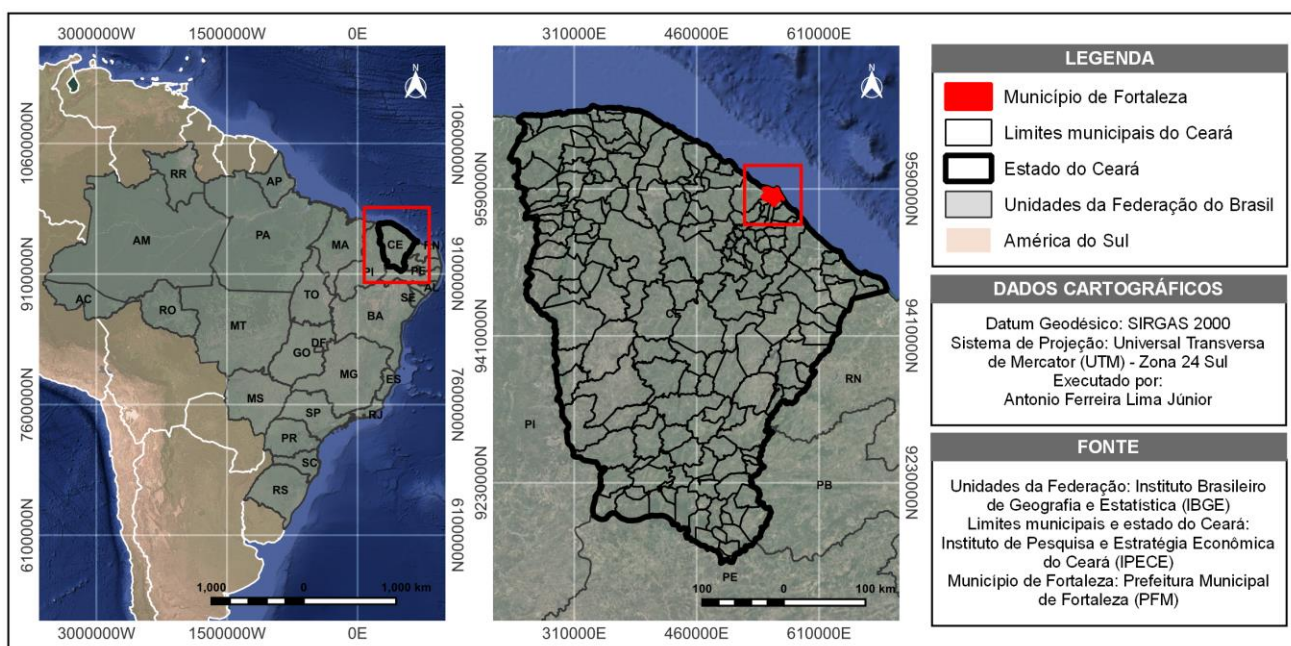 3000000W 1500000W 0E
310000E 460000E 610000E
N
N
10600000N
9100000N
7600000N
6100000N
RR
AP
AM
PA
MA
CE
RN
PI
PE
AL
AC
RO
TO
SE
MT
BA
DF
GO
MG
ES
MS
SP
RJ
PR
SC
RS
1,000 0 1,000 km
10600000N
9100000N
7600000N
6100000N
3000000W 1500000W 0E
9590000N
9410000N
9230000N
CE
RN
PI
PB
PE
100 0 100 km
9590000N
9410000N
9230000N
310000E 460000E 610000E
LEGENDA
Município de Fortaleza
Limites municipais do Ceará
Estado do Ceará
Unidades da Federação do Brasil
América do Sul
DADOS CARTOGRÁFICOS
Datum Geodésico: SIRGAS 2000
Sistema de Projeção: Universal Transversa
de Mercator (UTM) - Zona 24 Sul
Executado por:
Antonio Ferreira Lima Júnior
FONTE
Unidades da Federação: Instituto Brasileiro
de Geografia e Estatística (IBGE)
Limites municipais e estado do Ceará:
Instituto de Pesquisa e Estratégia Econômica
do Ceará (IPECE)
Município de Fortaleza: Prefeitura Municipal
de Fortaleza (PFM)